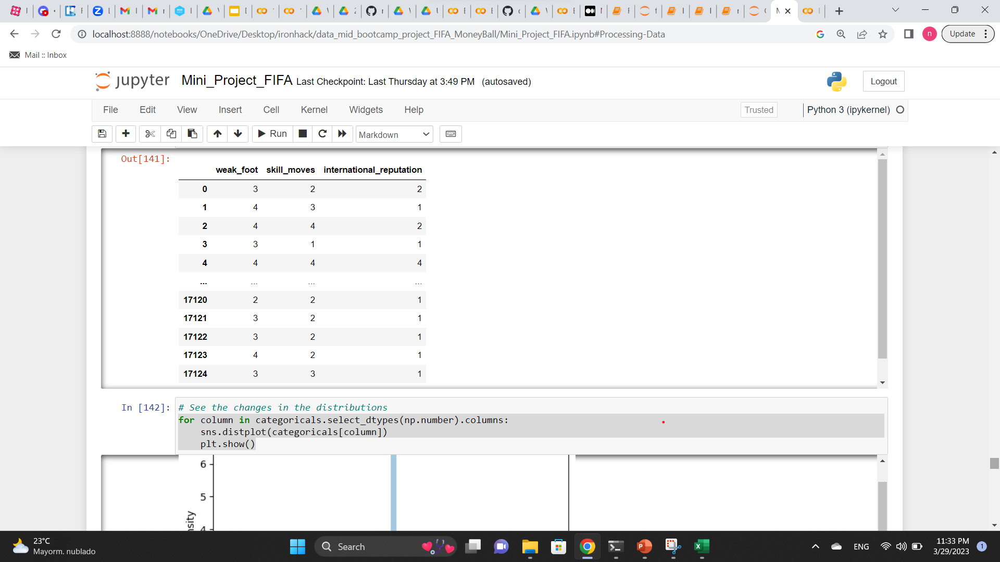 localhost:8888/notebooks/OneDrive/Desktop/ironhack/data_mid_bootcamp_project_FIFA_MoneyBall/Mini_Project_FIFA.ipynb#Processing-Data
n
Update
Mail :: Inbox
jupyter
Mini_Project_FIFA Last Checkpoint: Last Thursday at 3:49 PM (autosaved)
Logout
File Edit View Insert Cell Kernel Widgets Help
Trusted
Python 3 (ipykernel)
Run
Markdown
Out[141]:
weak_foot skill_moves international_reputation
0 3 2 2
1 4 3 1
2 4 4 2
3 3 1 1
4 4 4 4
... ... ... ...
17120 2 2 1
17121 3 2 1
17122 3 2 1
17123 4 2 1
17124 3 3 1
In [142]:
# See the changes in the distributions
for column in categoricals.select_dtypes(np.number).columns:
    sns.distplot(categoricals[column])
    plt.show()
6
5
4
23°C
Mayorm. nublado
Search
ENG
11:33 PM
3/29/2023
1